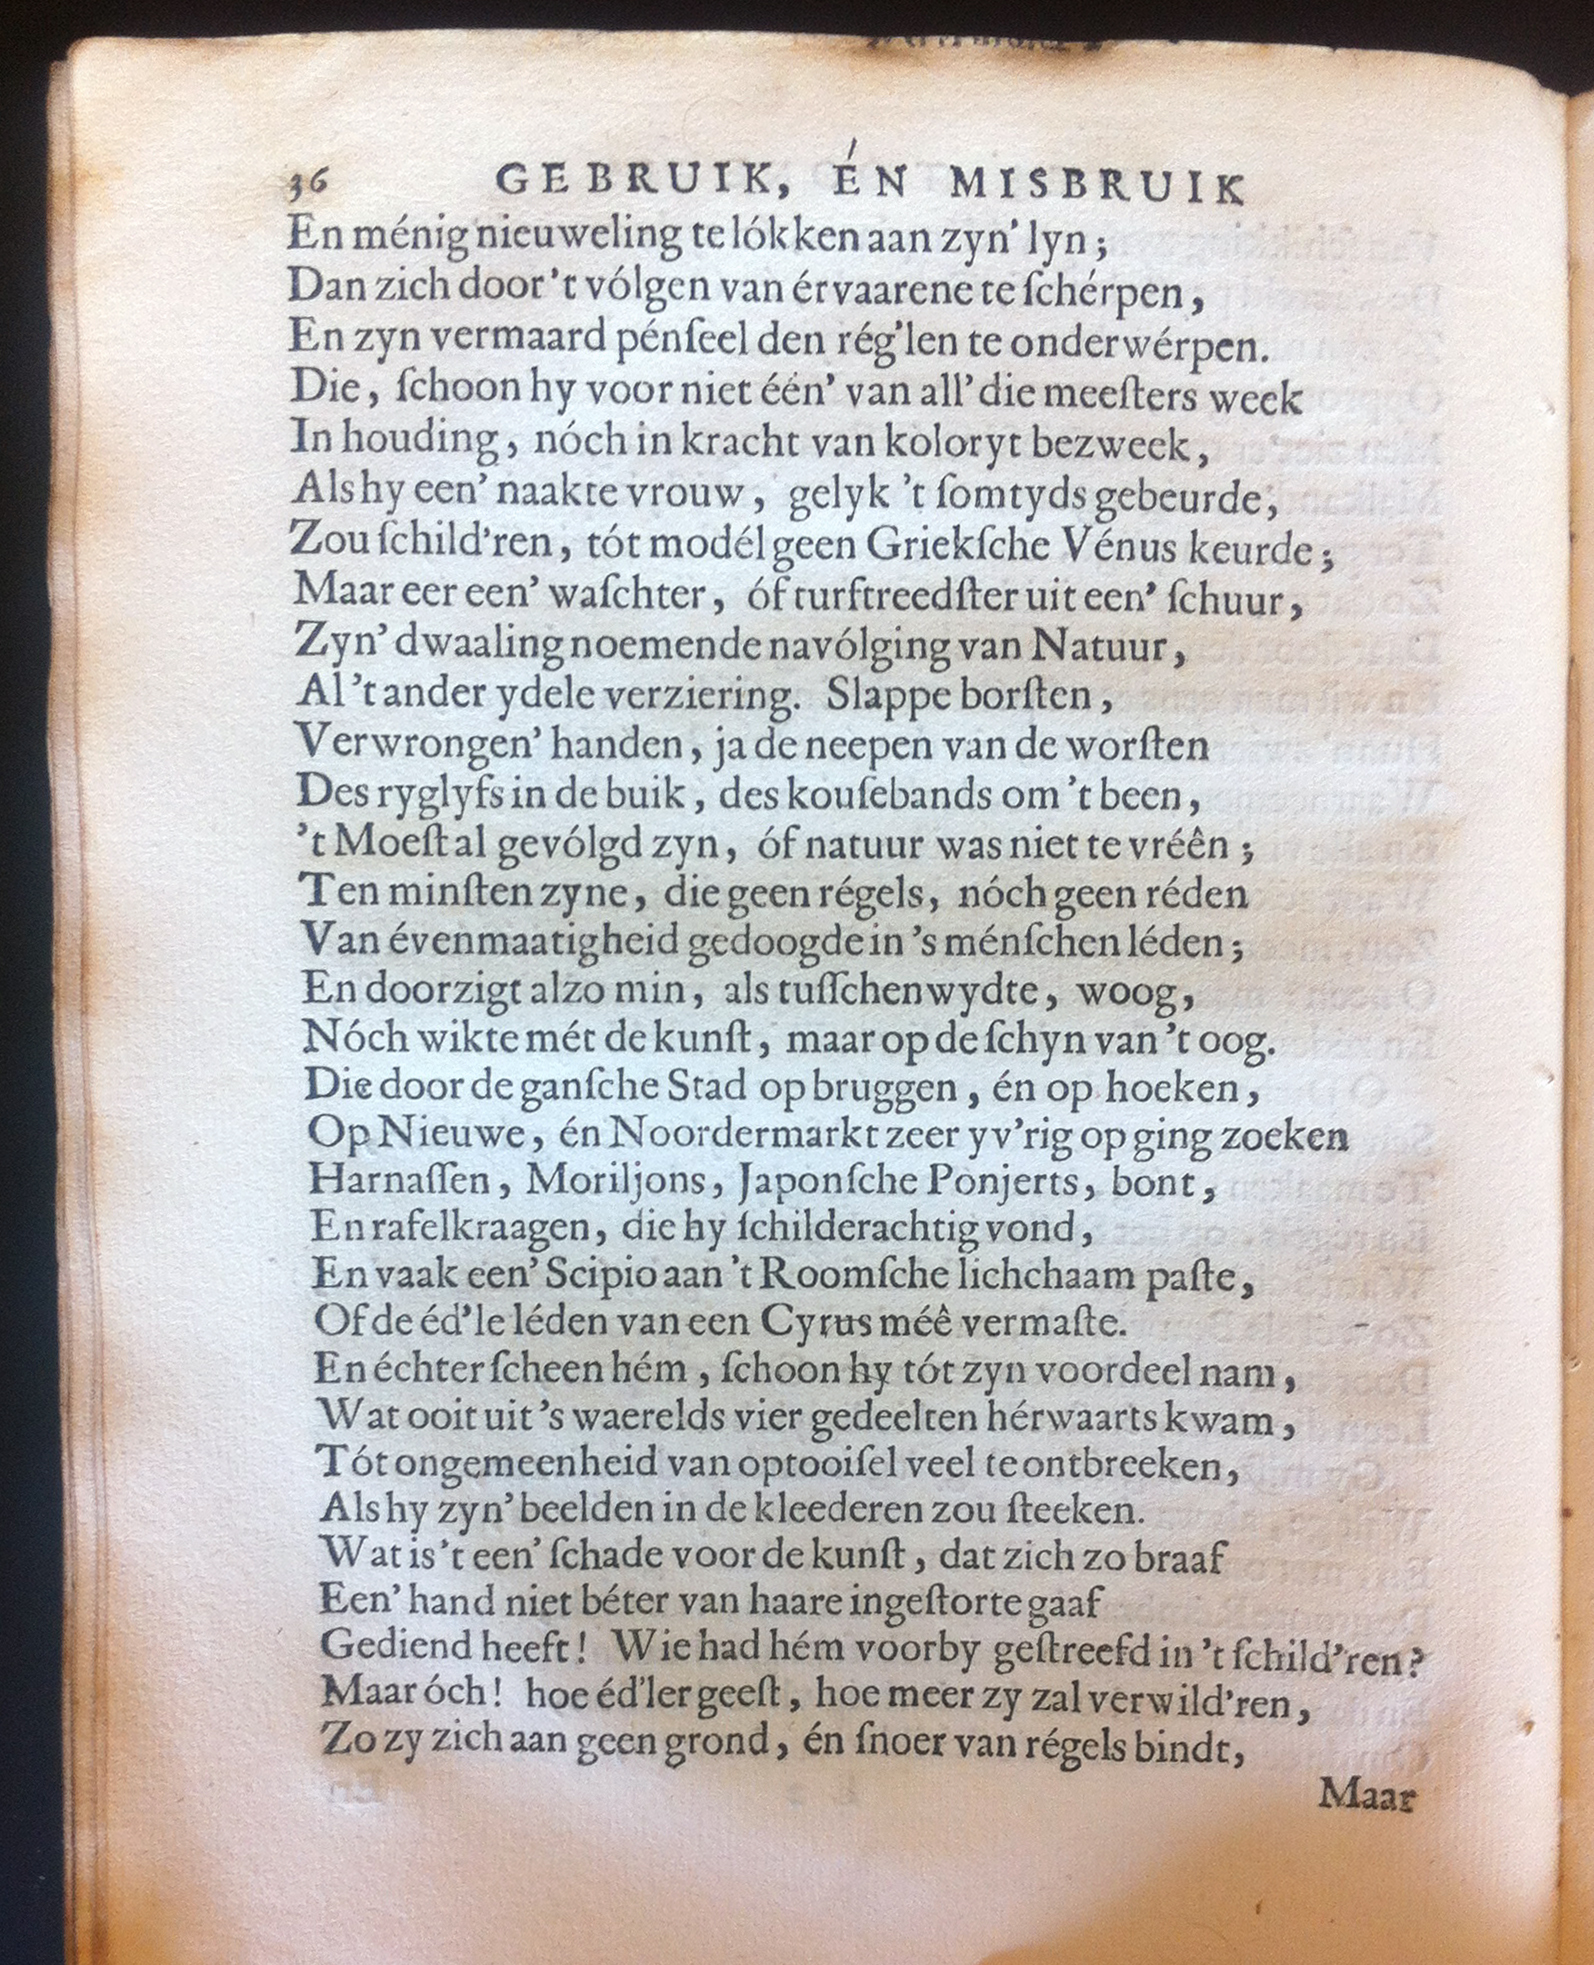 36 GEBRUIK, ÉN MISBRUIK
En ménig nieuweling te lókken aan zyn' lyn;
Dan zich door 't vólgen van érvaarene te ſchérpen,
En zyn vermaard pénſeel den rég'len te onderwérpen.
Die, ſchoon hy voor niet één' van all' die meeſters week
In houding, nóch in kracht van koloryt bezweek,
Als hy een' naakte vrouw, gelyk 't ſomtyds gebeurde,
Zou ſchild'ren, tót modél geen Griekſche Vénus keurde;
Maar eer een' waſchter, óf turftreedſter uit een' ſchuur,
Zyn' dwaaling noemende navólging van Natuur,
Al 't ander ydele verziering. Slappe borſten,
Verwrongen' handen, ja de neepen van de worſten
Des ryglyfs in de buik, des kouſebands om 't been,
't Moeſt al gevólgd zyn, óf natuur was niet te vréên;
Ten minſten zyne, die geen régels, nóch geen réden
Van évenmaatigheid gedoogde in 's ménſchen léden;
En doorzigt alzo min, als tuſſchenwydte, woog,
Nóch wikte mét de kunſt, maar op de ſchyn van 't oog.
Die door de ganſche Stad op bruggen, én op hoeken,
Op Nieuwe, én Noordermarkt zeer yv'rig op ging zoeken
Harnaſſen, Moriljons, Japonſche Ponjerts, bont,
En rafelkraagen, die hy ſchilderachtig vond,
En vaak een' Scipio aan 't Roomſche lichchaam paſte,
Of de éd'le léden van een Cyrus méê vermaſte.
En échter ſcheen hém, ſchoon hy tót zyn voordeel nam,
Wat ooit uit 's waerelds vier gedeelten hérwaarts kwam,
Tót ongemeenheid van optooiſel veel te ontbreeken,
Als hy zyn' beelden in de kleederen zou ſteeken.
Wat is 't een' ſchade voor de kunſt, dat zich zo braaf
Een' hand niet béter van haare ingeſtorte gaaf
Gediend heeft! Wie had hém voorby geſtreefd in 't ſchild'ren?
Maar óch! hoe éd'ler geeſt, hoe meer zy zal verwild'ren,
Zo zy zich aan geen grond, én ſnoer van régels bindt,
Maar